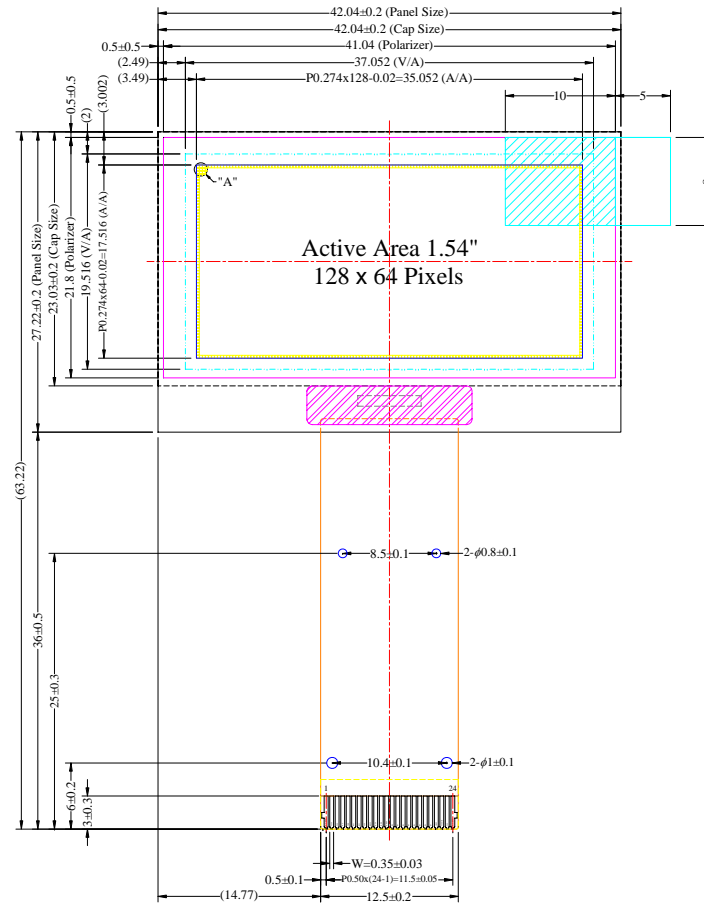 42.04±0.2 (Panel Size)
42.04±0.2 (Cap Size)
0.5±0.5
41.04 (Polarizer)
(2.49)
37.052 (V/A)
(3.49)
P0.274x128-0.02=35.052 (A/A)
0.5±0.5
(2)
(3.002)
10
5
"A"
Active Area 1.54"
128 x 64 Pixels
27.22±0.2 (Panel Size)
23.03±0.2 (Cap Size)
21.8 (Polarizer)
19.516 (V/A)
P0.274x64-0.02=17.516 (A/A)
(63.22)
36±0.5
25±0.3
8.5±0.1
2-ϕ0.8±0.1
10.4±0.1
2-ϕ1±0.1
6±0.2
3±0.3
1
24
W=0.35±0.03
0.5±0.1
P0.50x(24-1)=11.5±0.05
(14.77)
12.5±0.2